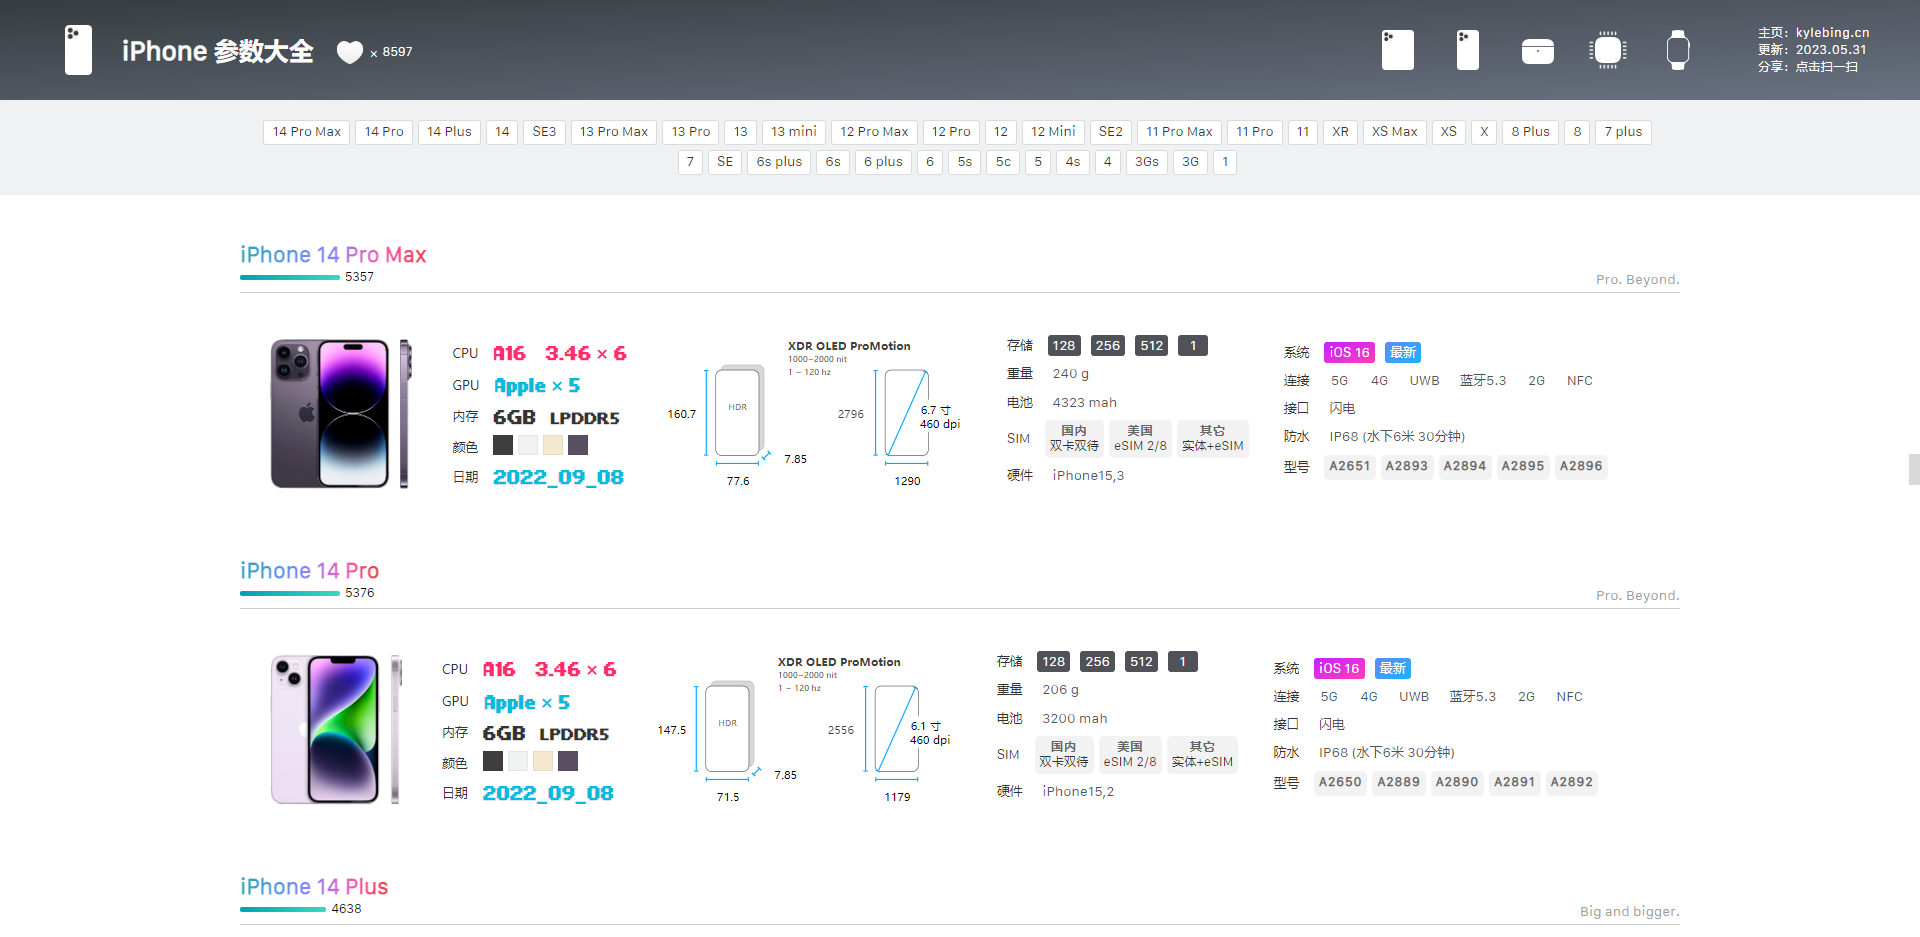 iPhone 参数大全
× 8597
主页：kylebing.cn
更新：2023.05.31
分享：点击扫一扫
14 Pro Max 14 Pro 14 Plus 14 SE3 13 Pro Max 13 Pro 13 13 mini 12 Pro Max 12 Pro 12 12 Mini SE2 11 Pro Max 11 Pro 11 XR XS Max XS X 8 Plus 8 7 plus
7 SE 6s plus 6s 6 plus 6 5s 5c 5 4s 4 3Gs 3G 1
iPhone 14 Pro Max
5357
Pro. Beyond.
CPU A16 3.46 × 6
GPU Apple × 5
内存 6GB LPDDR5
颜色
日期 2022_09_08
XDR OLED ProMotion
1000~2000 nit
1 ~ 120 hz
160.7
HDR
7.85
77.6
2796
6.7 寸
460 dpi
1290
存储 128 256 512 1
重量 240 g
电池 4323 mah
SIM 国内 双卡双待 美国 eSIM 2/8 其它 实体+eSIM
硬件 iPhone15,3
系统 iOS 16 最新
连接 5G 4G UWB 蓝牙5.3 2G NFC
接口 闪电
防水 IP68 (水下6米 30分钟)
型号 A2651 A2893 A2894 A2895 A2896
iPhone 14 Pro
5376
Pro. Beyond.
CPU A16 3.46 × 6
GPU Apple × 5
内存 6GB LPDDR5
颜色
日期 2022_09_08
XDR OLED ProMotion
1000~2000 nit
1 ~ 120 hz
147.5
HDR
7.85
71.5
2556
6.1 寸
460 dpi
1179
存储 128 256 512 1
重量 206 g
电池 3200 mah
SIM 国内 双卡双待 美国 eSIM 2/8 其它 实体+eSIM
硬件 iPhone15,2
系统 iOS 16 最新
连接 5G 4G UWB 蓝牙5.3 2G NFC
接口 闪电
防水 IP68 (水下6米 30分钟)
型号 A2650 A2889 A2890 A2891 A2892
iPhone 14 Plus
4638
Big and bigger.